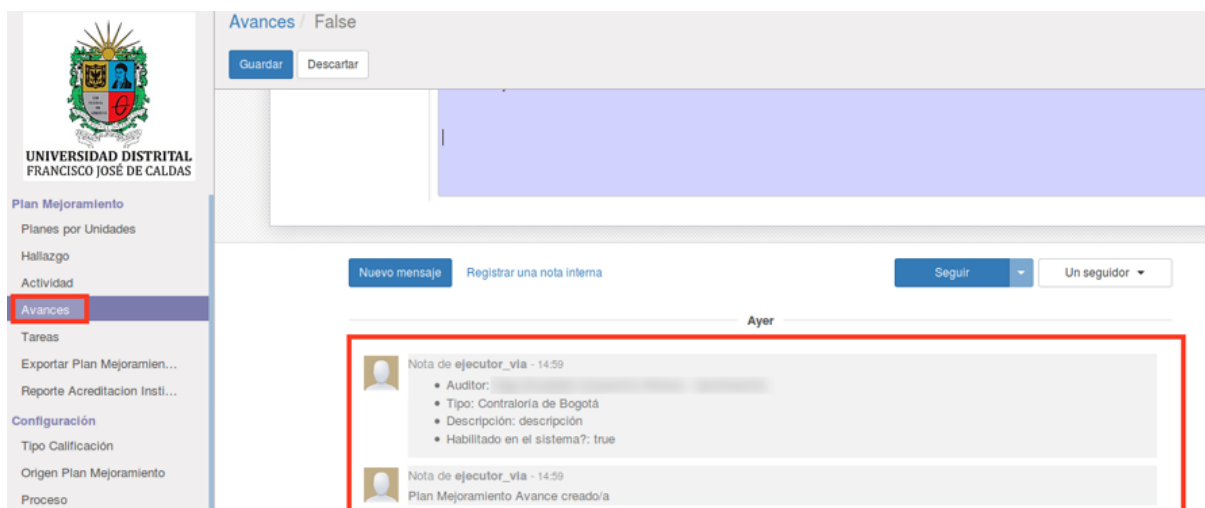 Avances / False
Guardar Descartar
UNIVERSIDAD DISTRITAL
FRANCISCO JOSÉ DE CALDAS
Plan Mejoramiento
Planes por Unidades
Hallazgo
Actividad
Avances
Tareas
Exportar Plan Mejoramien...
Reporte Acreditacion Insti...
Configuración
Tipo Calificación
Origen Plan Mejoramiento
Proceso
Nuevo mensaje Registrar una nota interna Seguir Un seguidor
Ayer
Nota de ejecutor_via - 14:59
Auditor:
Tipo: Contraloría de Bogotá
Descripción: descripción
Habilitado en el sistema?: true
Nota de ejecutor_via - 14:59
Plan Mejoramiento Avance creado/a